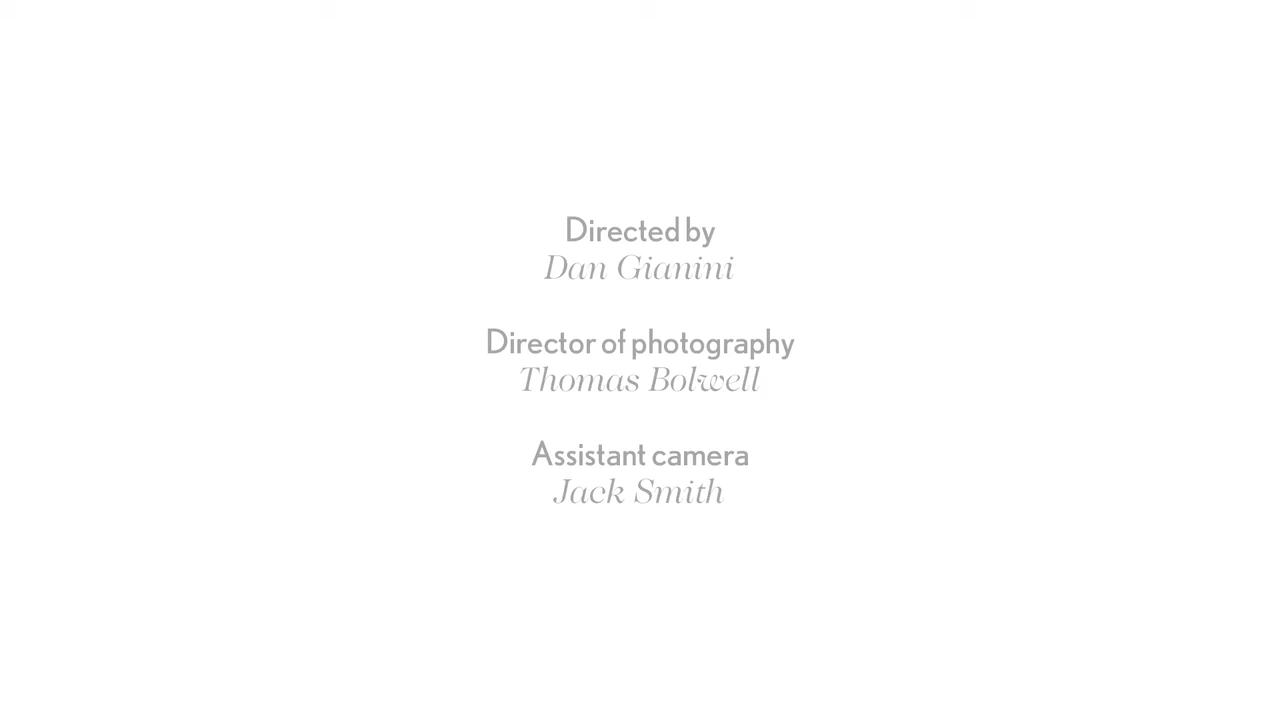 Directed by
Dan Gianini
Director of photography
Thomas Bolwell
Assistant camera
Jack Smith